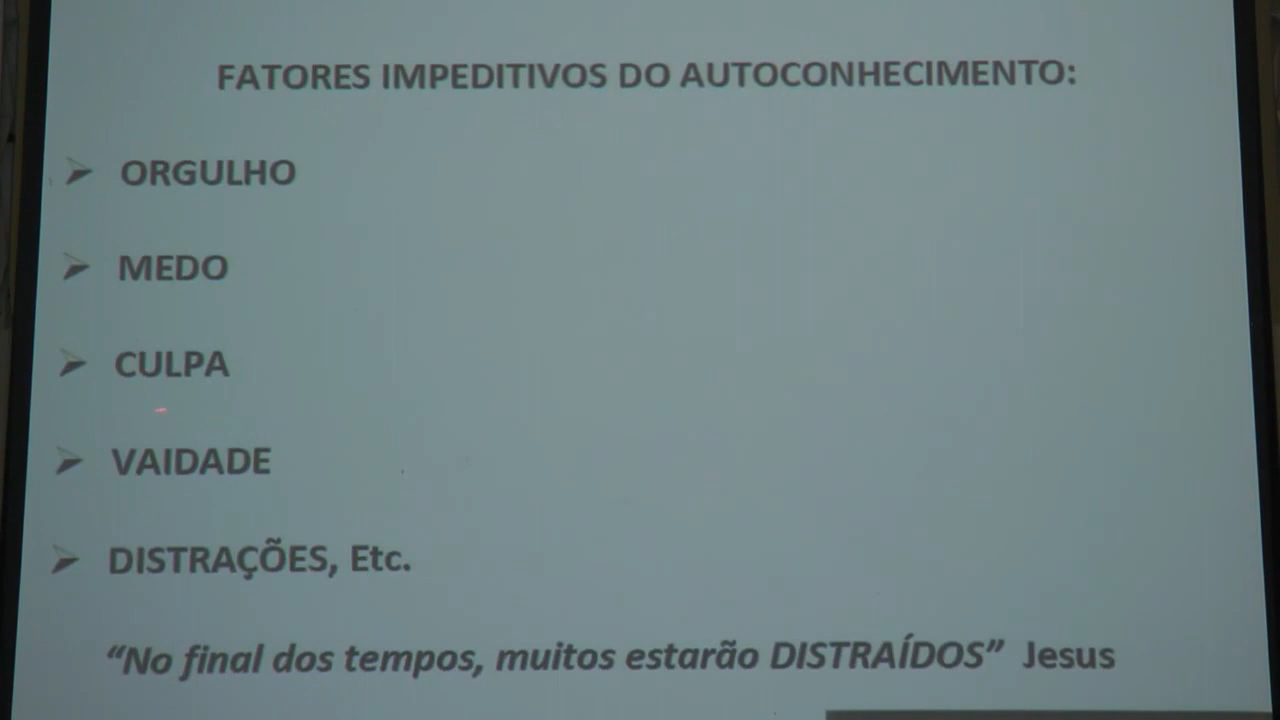 FATORES IMPEDITIVOS DO AUTOCONHECIMENTO:
ORGULHO
MEDO
CULPA
VAIDADE
DISTRAÇÕES, Etc.
“No final dos tempos, muitos estarão DISTRAÍDOS” Jesus